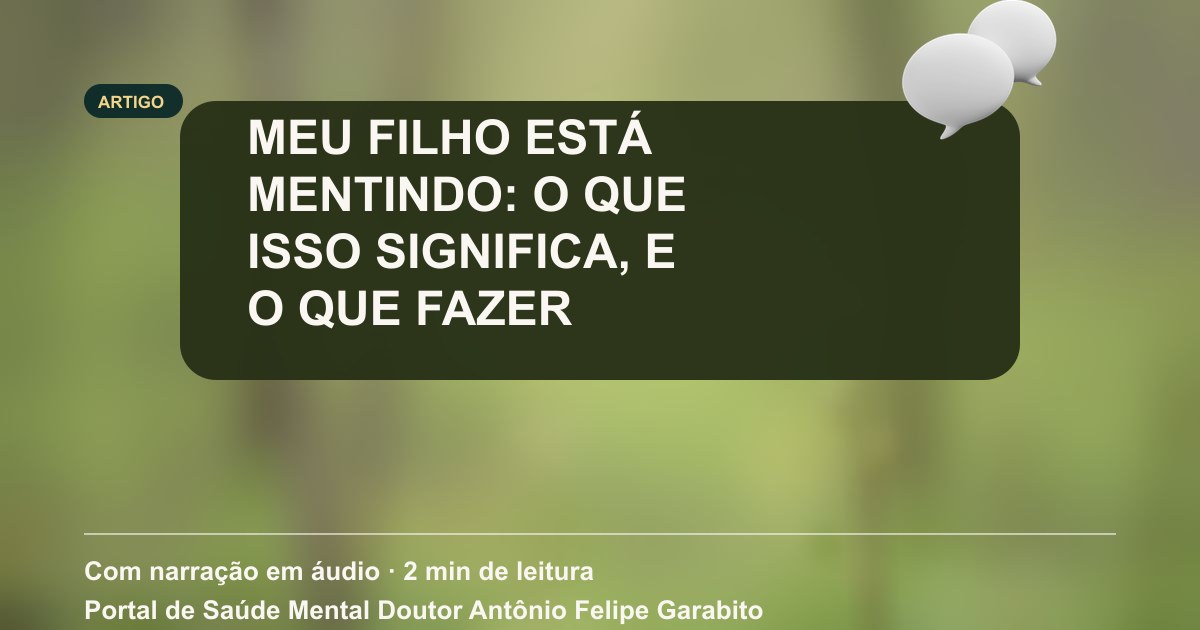 ARTIGO
MEU FILHO ESTÁ
MENTINDO: O QUE
ISSO SIGNIFICA, E
O QUE FAZER
Com narração em áudio · 2 min de leitura
Portal de Saúde Mental Doutor Antônio Felipe Garabito